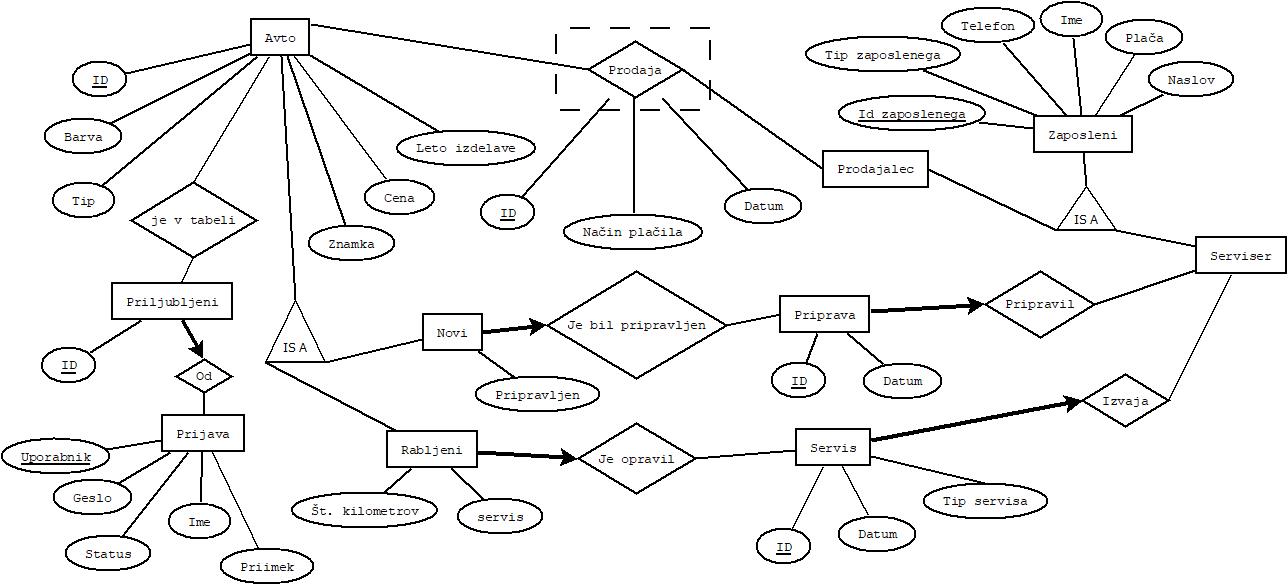 Avto
Prodaja
Telefon
Ime
Plača
Tip zaposlenega
Naslov
ID
Id zaposlenega
Barva
Zaposleni
Leto izdelave
Prodajalec
Tip
Cena
ID
Datum
je v tabeli
IS A
Način plačila
Znamka
Serviser
Priljubljeni
Pripravil
Priprava
Je bil pripravljen
Novi
IS A
ID
Od
ID
Datum
Pripravljen
Izvaja
Prijava
Rabljeni
Je opravil
Servis
Uporabnik
Geslo
Tip servisa
Št. kilometrov
servis
Ime
Datum
ID
Status
Priimek